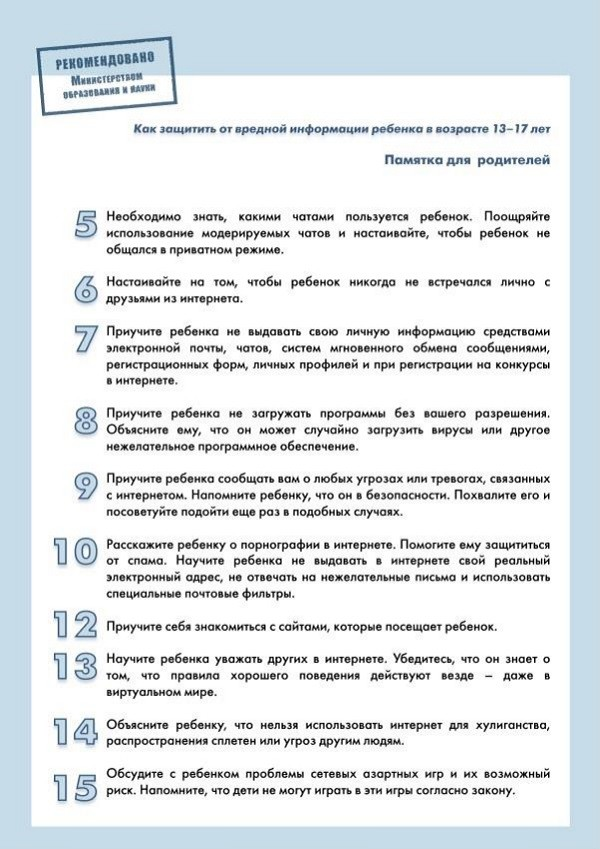 РЕКОМЕНДОВАНО
Министерством
образования и науки
Как защитить от вредной информации ребенка в возрасте 13–17 лет
Памятка для родителей
5 Необходимо знать, какими чатами пользуется ребенок. Поощряйте
использование модерируемых чатов и настаивайте, чтобы ребенок не
общался в приватном режиме.
6 Настаивайте на том, чтобы ребенок никогда не встречался лично с
друзьями из интернета.
7 Приучите ребенка не выдавать свою личную информацию средствами
электронной почты, чатов, систем мгновенного обмена сообщениями,
регистрационных форм, личных профилей и при регистрации на конкурсы
в интернете.
8 Приучите ребенка не загружать программы без вашего разрешения.
Объясните ему, что он может случайно загрузить вирусы или другое
нежелательное программное обеспечение.
9 Приучите ребенка сообщать вам о любых угрозах или тревогах, связанных
с интернетом. Напомните ребенку, что он в безопасности. Похвалите его и
посоветуйте подойти еще раз в подобных случаях.
10 Расскажите ребенку о порнографии в интернете. Помогите ему защититься
от спама. Научите ребенка не выдавать в интернете свой реальный
электронный адрес, не отвечать на нежелательные письма и использовать
специальные почтовые фильтры.
12 Приучите себя знакомиться с сайтами, которые посещает ребенок.
13 Научите ребенка уважать других в интернете. Убедитесь, что он знает о
том, что правила хорошего поведения действуют везде – даже в
виртуальном мире.
14 Объясните ребенку, что нельзя использовать интернет для хулиганства,
распространения сплетен или угроз другим людям.
15 Обсудите с ребенком проблемы сетевых азартных игр и их возможный
риск. Напомните, что дети не могут играть в эти игры согласно закону.